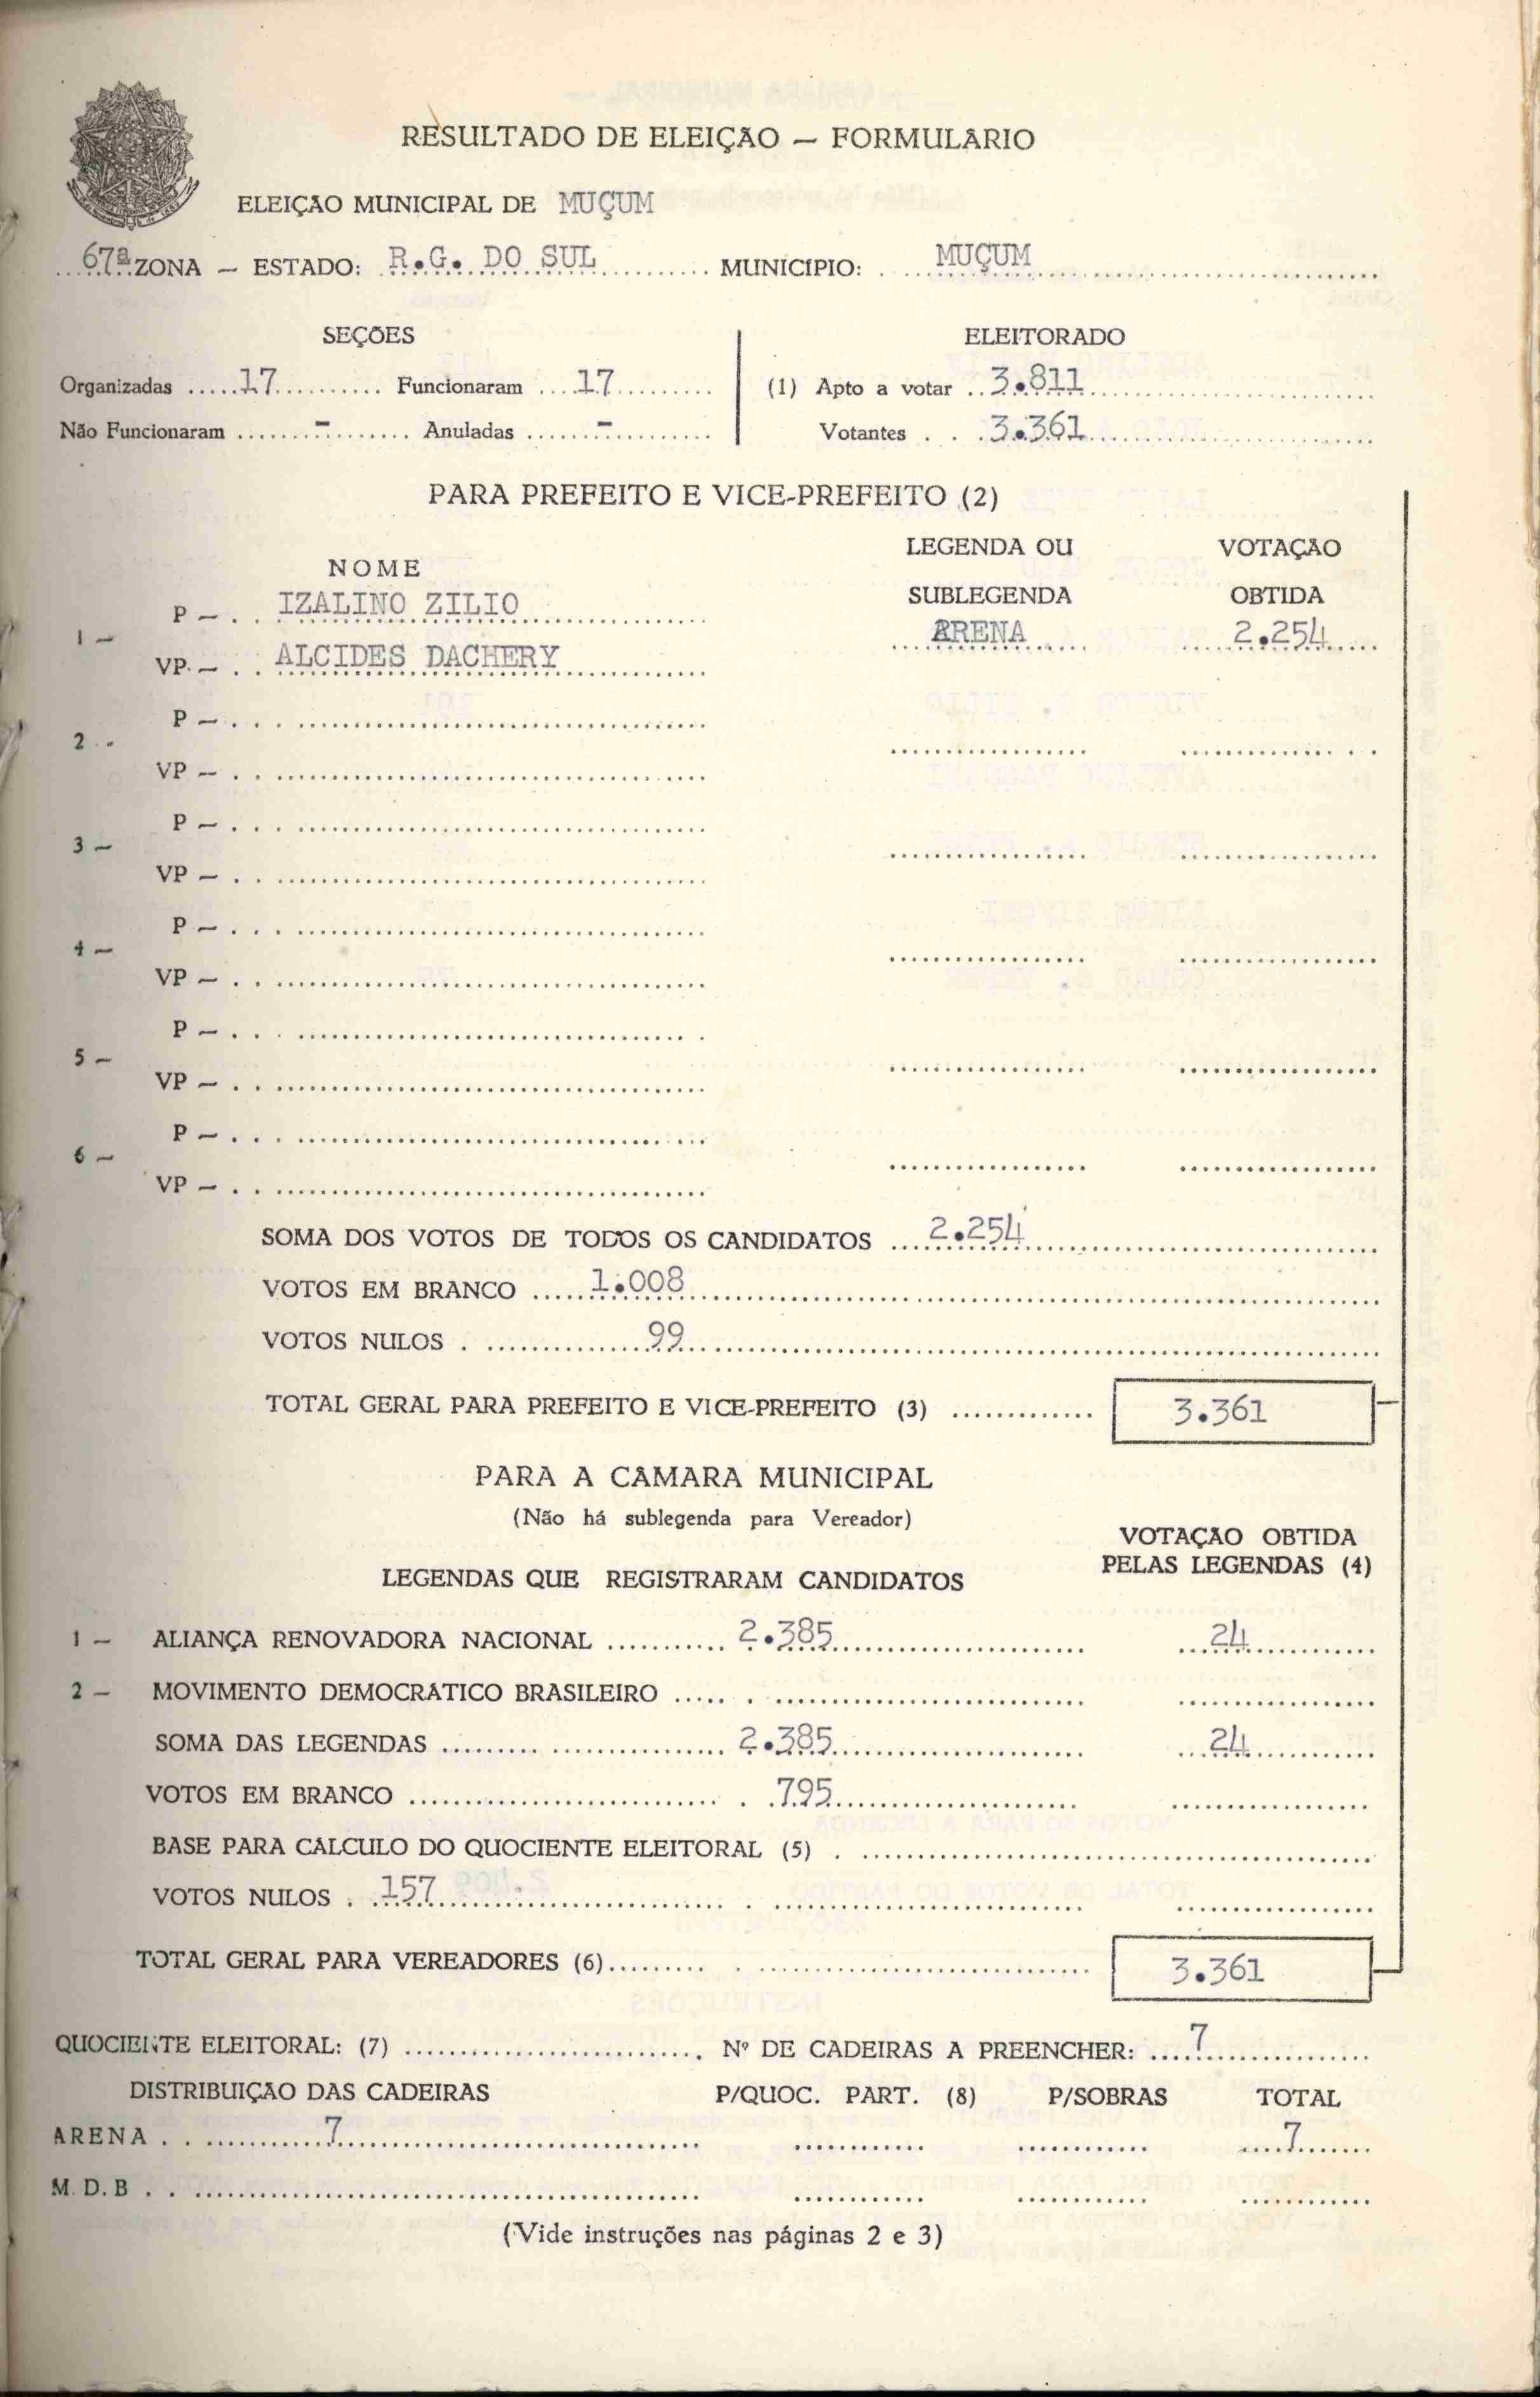 RESULTADO DE ELEIÇÃO — FORMULÁRIO
ELEIÇÃO MUNICIPAL DE MUÇUM
67ª ZONA — ESTADO: R.G. DO SUL MUNICÍPIO: MUÇUM
SEÇÕES ELEITORADO
Organizadas 17 Funcionaram 17 (1) Apto a votar 3.811
Não Funcionaram - Anuladas - Votantes 3.361
PARA PREFEITO E VICE-PREFEITO (2)
NOME LEGENDA OU SUBLEGENDA VOTAÇÃO OBTIDA
P — IZALINO ZILIO
1 — ARENA 2.254
VP — ALCIDES DACHERY
P —
2 -
VP —
P —
3 —
VP —
P —
4 —
VP —
P —
5 —
VP —
P —
6 —
VP —
SOMA DOS VOTOS DE TODOS OS CANDIDATOS 2.254
VOTOS EM BRANCO 1.008
VOTOS NULOS 99
TOTAL GERAL PARA PREFEITO E VICE-PREFEITO (3) 3.361
PARA A CÂMARA MUNICIPAL
(Não há sublegenda para Vereador)
LEGENDAS QUE REGISTRARAM CANDIDATOS VOTAÇÃO OBTIDA PELAS LEGENDAS (4)
1 — ALIANÇA RENOVADORA NACIONAL 2.385 24
2 — MOVIMENTO DEMOCRÁTICO BRASILEIRO
SOMA DAS LEGENDAS 2.385 24
VOTOS EM BRANCO 795
BASE PARA CÁLCULO DO QUOCIENTE ELEITORAL (5)
VOTOS NULOS 157
TOTAL GERAL PARA VEREADORES (6) 3.361
QUOCIENTE ELEITORAL: (7) Nº DE CADEIRAS A PREENCHER: 7
DISTRIBUIÇÃO DAS CADEIRAS P/QUOC. PART. (8) P/SOBRAS TOTAL
ARENA 7 7
M.D.B
(Vide instruções nas páginas 2 e 3)